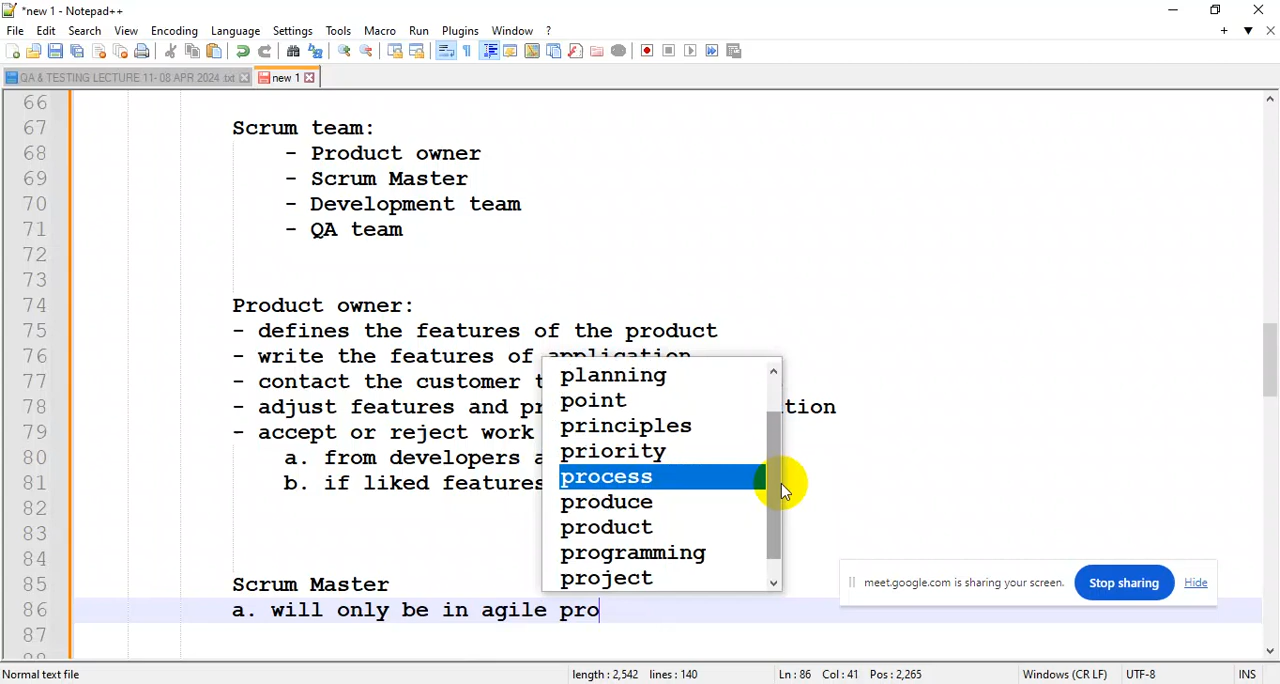 *new 1 - Notepad++
File Edit Search View Encoding Language Settings Tools Macro Run Plugins Window ?
QA & TESTING LECTURE 11- 08 APR 2024 .txt new 1
66
67 Scrum team:
68 - Product owner
69 - Scrum Master
70 - Development team
71 - QA team
72
73
74 Product owner:
75 - defines the features of the product
76 - write the features of application
77 - contact the customer t
78 - adjust features and pr tion
79 - accept or reject work
80 a. from developers a
81 b. if liked features
82
83
84
85 Scrum Master
86 a. will only be in agile pro
87
planning
point
principles
priority
process
produce
product
programming
project
meet.google.com is sharing your screen. Stop sharing Hide
Normal text file length : 2,542 lines : 140 Ln : 86 Col : 41 Pos : 2,265 Windows (CR LF) UTF-8 INS